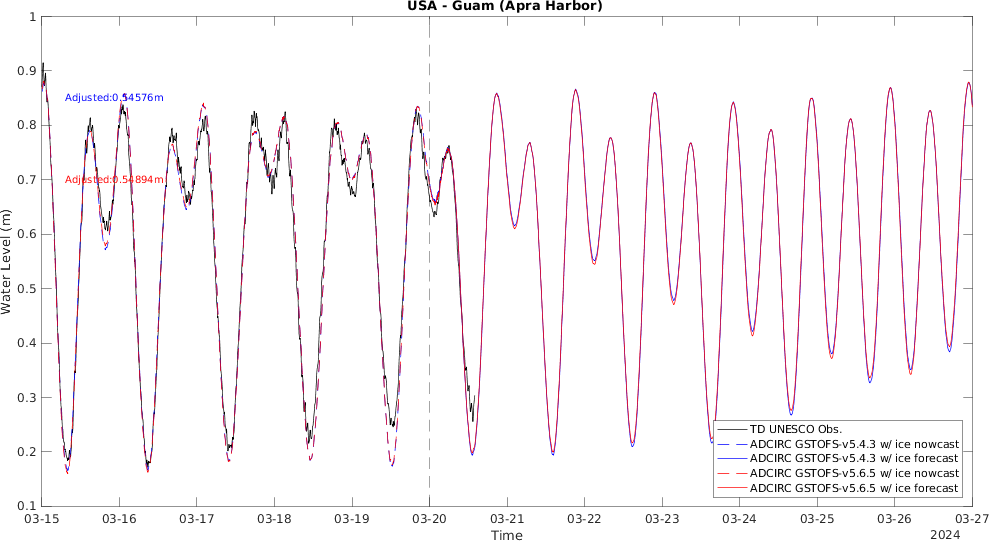 USA - Guam (Apra Harbor)
1
0.9
0.8
0.7
0.6
0.5
0.4
0.3
0.2
0.1
Water Level (m)
Adjusted:0.54576m
Adjusted:0.54894m
TD UNESCO Obs.
ADCIRC GSTOFS-v5.4.3 w/ ice nowcast
ADCIRC GSTOFS-v5.4.3 w/ ice forecast
ADCIRC GSTOFS-v5.6.5 w/ ice nowcast
ADCIRC GSTOFS-v5.6.5 w/ ice forecast
03-15 03-16 03-17 03-18 03-19 03-20 03-21 03-22 03-23 03-24 03-25 03-26 03-27
Time
2024